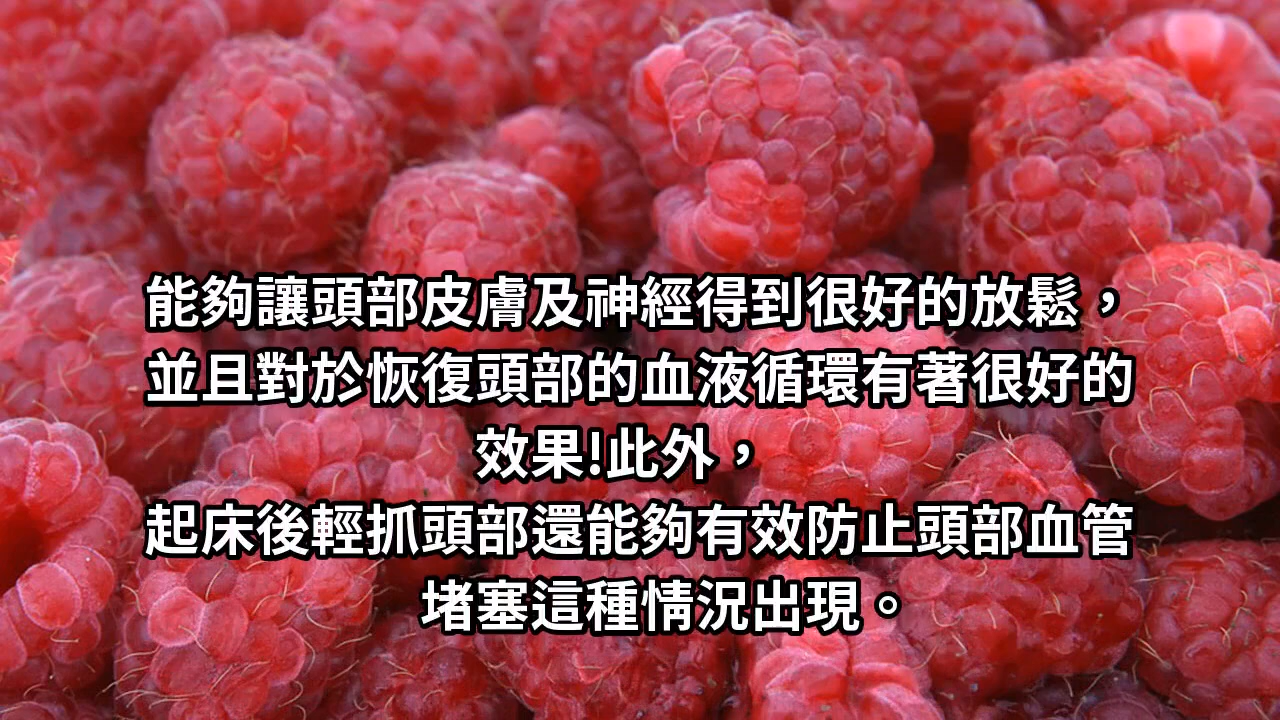 能夠讓頭部皮膚及神經得到很好的放鬆，
並且對於恢復頭部的血液循環有著很好的
效果!此外，
起床後輕抓頭部還能夠有效防止頭部血管
堵塞這種情況出現。